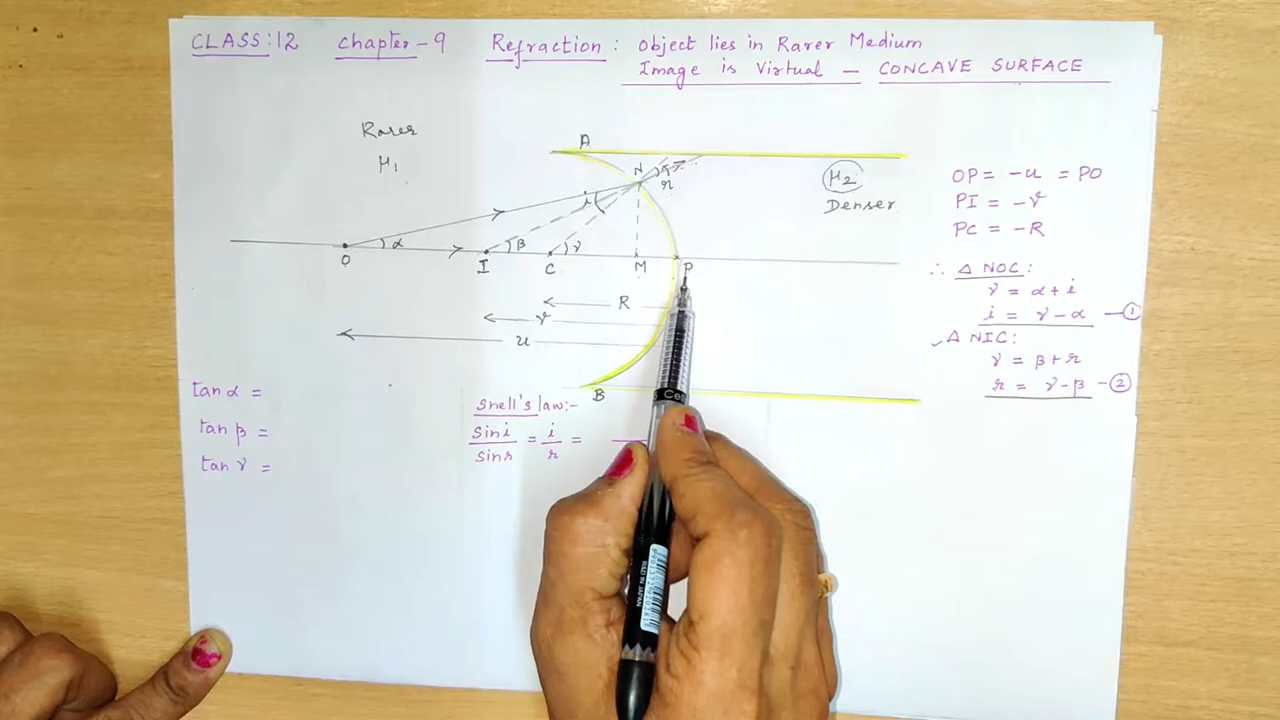 CLASS:12 chapter-9 Refraction: object lies in Rarer Medium
Image is Virtual – CONCAVE SURFACE
Rarer
μ1
A
N
r
i
μ2
Denser
α
β
γ
O
I
C
M
P
R
v
u
B
OP = -u = PO
PI = -v
PC = -R
∴ △ NOC:
γ = α + i
i = γ - α —①
✓△ NIC:
γ = β + r
r = γ - β —②
tan α =
tan β =
tan γ =
Snell's law:-
sin i / sin r = i / r =